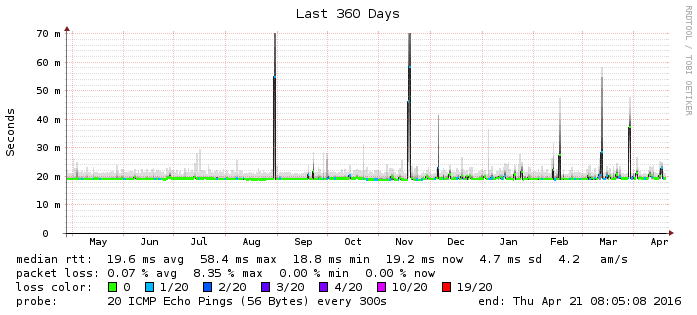 Last 360 Days
RRDTOOL / TOBI OETIKER
Seconds
70 m
60 m
50 m
40 m
30 m
20 m
10 m
0
May Jun Jul Aug Sep Oct Nov Dec Jan Feb Mar Apr
median rtt: 19.6 ms avg 58.4 ms max 18.8 ms min 19.2 ms now 4.7 ms sd 4.2 am/s
packet loss: 0.07 % avg 8.35 % max 0.00 % min 0.00 % now
loss color: 0 1/20 2/20 3/20 4/20 10/20 19/20
probe: 20 ICMP Echo Pings (56 Bytes) every 300s end: Thu Apr 21 08:05:08 2016